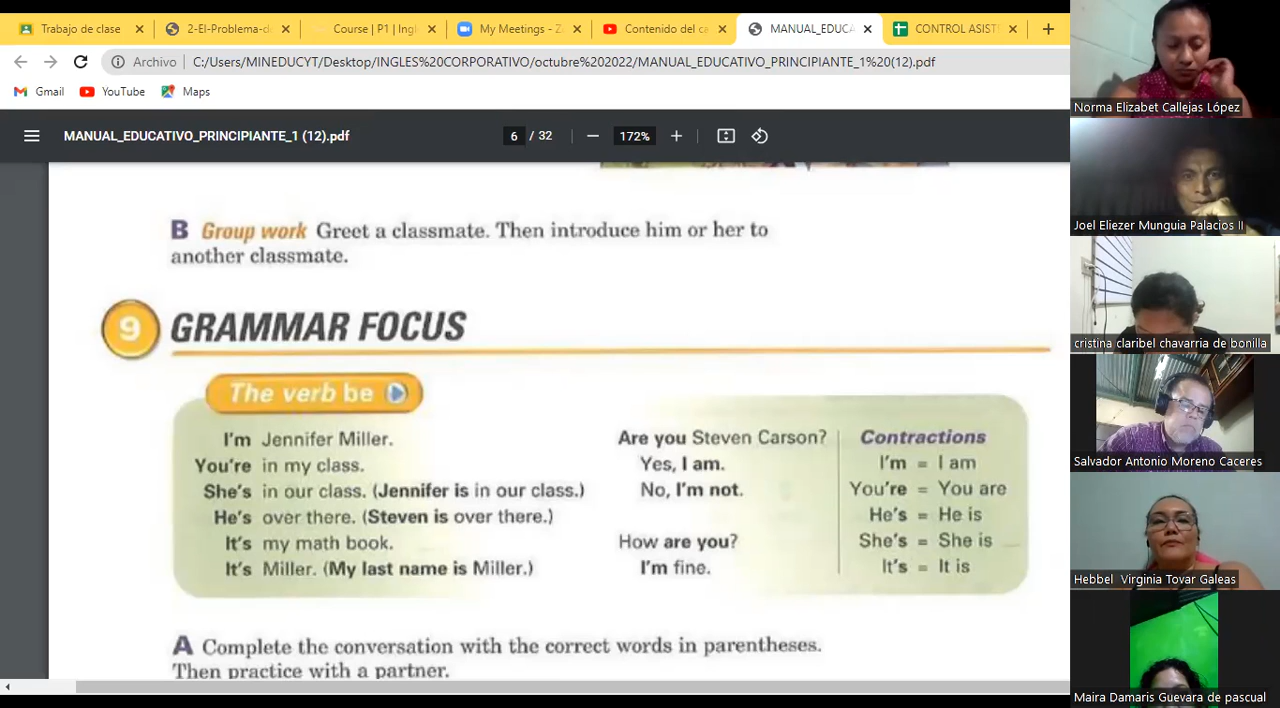 Trabajo de clase
2-El-Problema-d
Course | P1 | Ingl
My Meetings - Z
Contenido del ca
MANUAL_EDUCA
CONTROL ASIST
Archivo | C:/Users/MINEDUCYT/Desktop/INGLES%20CORPORATIVO/octubre%202022/MANUAL_EDUCATIVO_PRINCIPIANTE_1%20(12).pdf
Gmail YouTube Maps
MANUAL_EDUCATIVO_PRINCIPIANTE_1 (12).pdf
6 / 32
172%
B Group work Greet a classmate. Then introduce him or her to
another classmate.
9 GRAMMAR FOCUS
The verb be
I'm Jennifer Miller.
You're in my class.
She's in our class. (Jennifer is in our class.)
He's over there. (Steven is over there.)
It's my math book.
It's Miller. (My last name is Miller.)
Are you Steven Carson?
Yes, I am.
No, I'm not.
How are you?
I'm fine.
Contractions
I'm = I am
You're = You are
He's = He is
She's = She is
It's = It is
A Complete the conversation with the correct words in parentheses.
Then practice with a partner.
Norma Elizabet Callejas López
Joel Eliezer Munguia Palacios II
cristina claribel chavarria de bonilla
Salvador Antonio Moreno Caceres
Hebbel Virginia Tovar Galeas
Maira Damaris Guevara de pascual